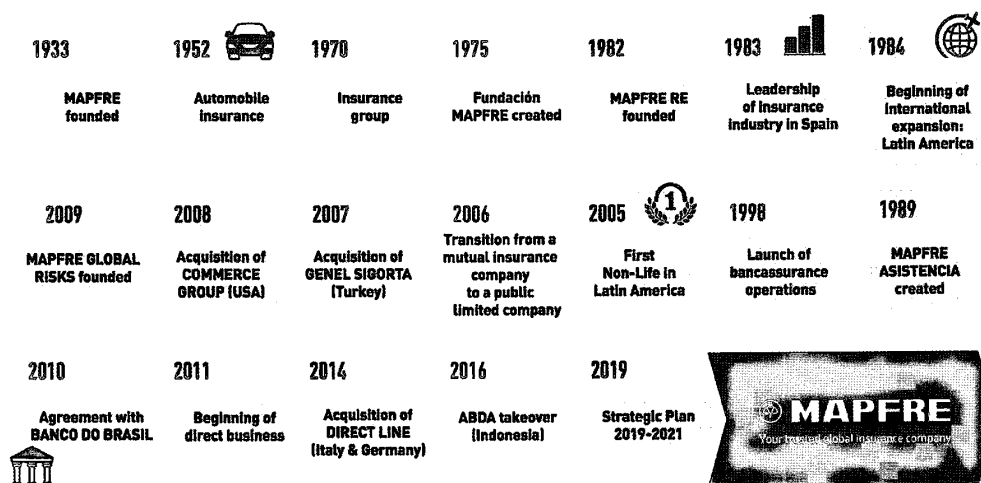 1933
MAPFRE
founded
1952
Automobile
insurance
1970
Insurance
group
1975
Fundación
MAPFRE created
1982
MAPFRE RE
founded
1983
Leadership
of insurance
industry in Spain
1984
Beginning of
international
expansion:
Latin America
2009
MAPFRE GLOBAL
RISKS founded
2008
Acquisition of
COMMERCE
GROUP (USA)
2007
Acquisition of
GENEL SIGORTA
(Turkey)
2006
Transition from a
mutual insurance
company
to a public
limited company
2005
1
First
Non-Life in
Latin America
1998
Launch of
bancassurance
operations
1989
MAPFRE
ASISTENCIA
created
2010
Agreement with
BANCO DO BRASIL
2011
Beginning of
direct business
2014
Acquisition of
DIRECT LINE
(Italy & Germany)
2016
ABDA takeover
(Indonesia)
2019
Strategic Plan
2019-2021
MAPFRE
Your trusted global insurance company